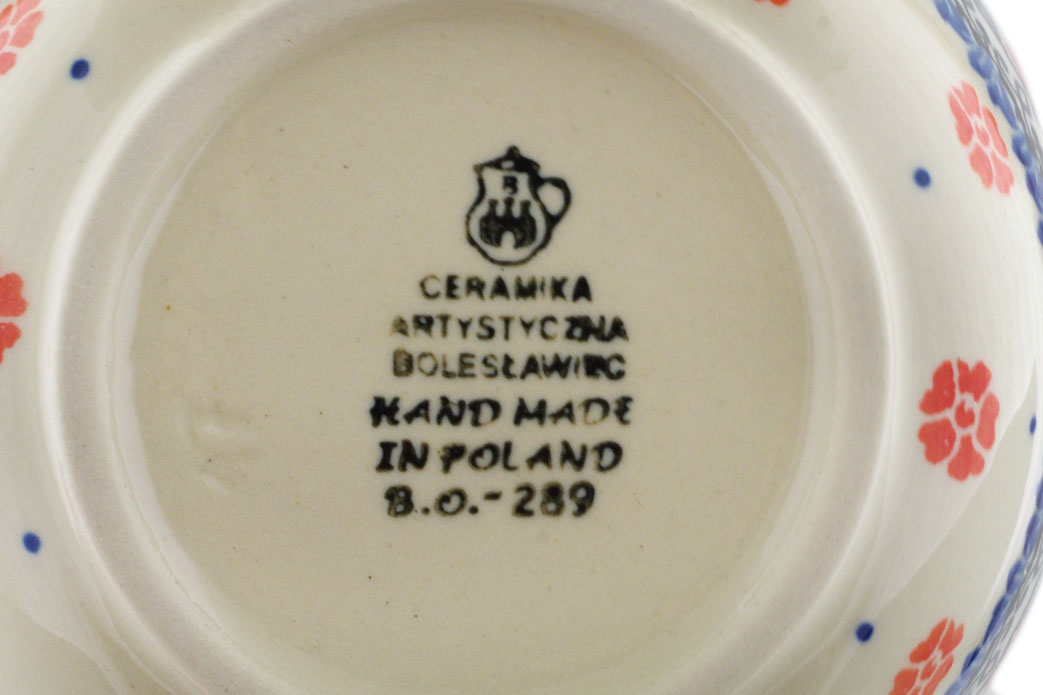 B
CERAMIKA
ARTYSTYCZNA
BOLESŁAWIEC
HAND MADE
IN POLAND
B.O.-289